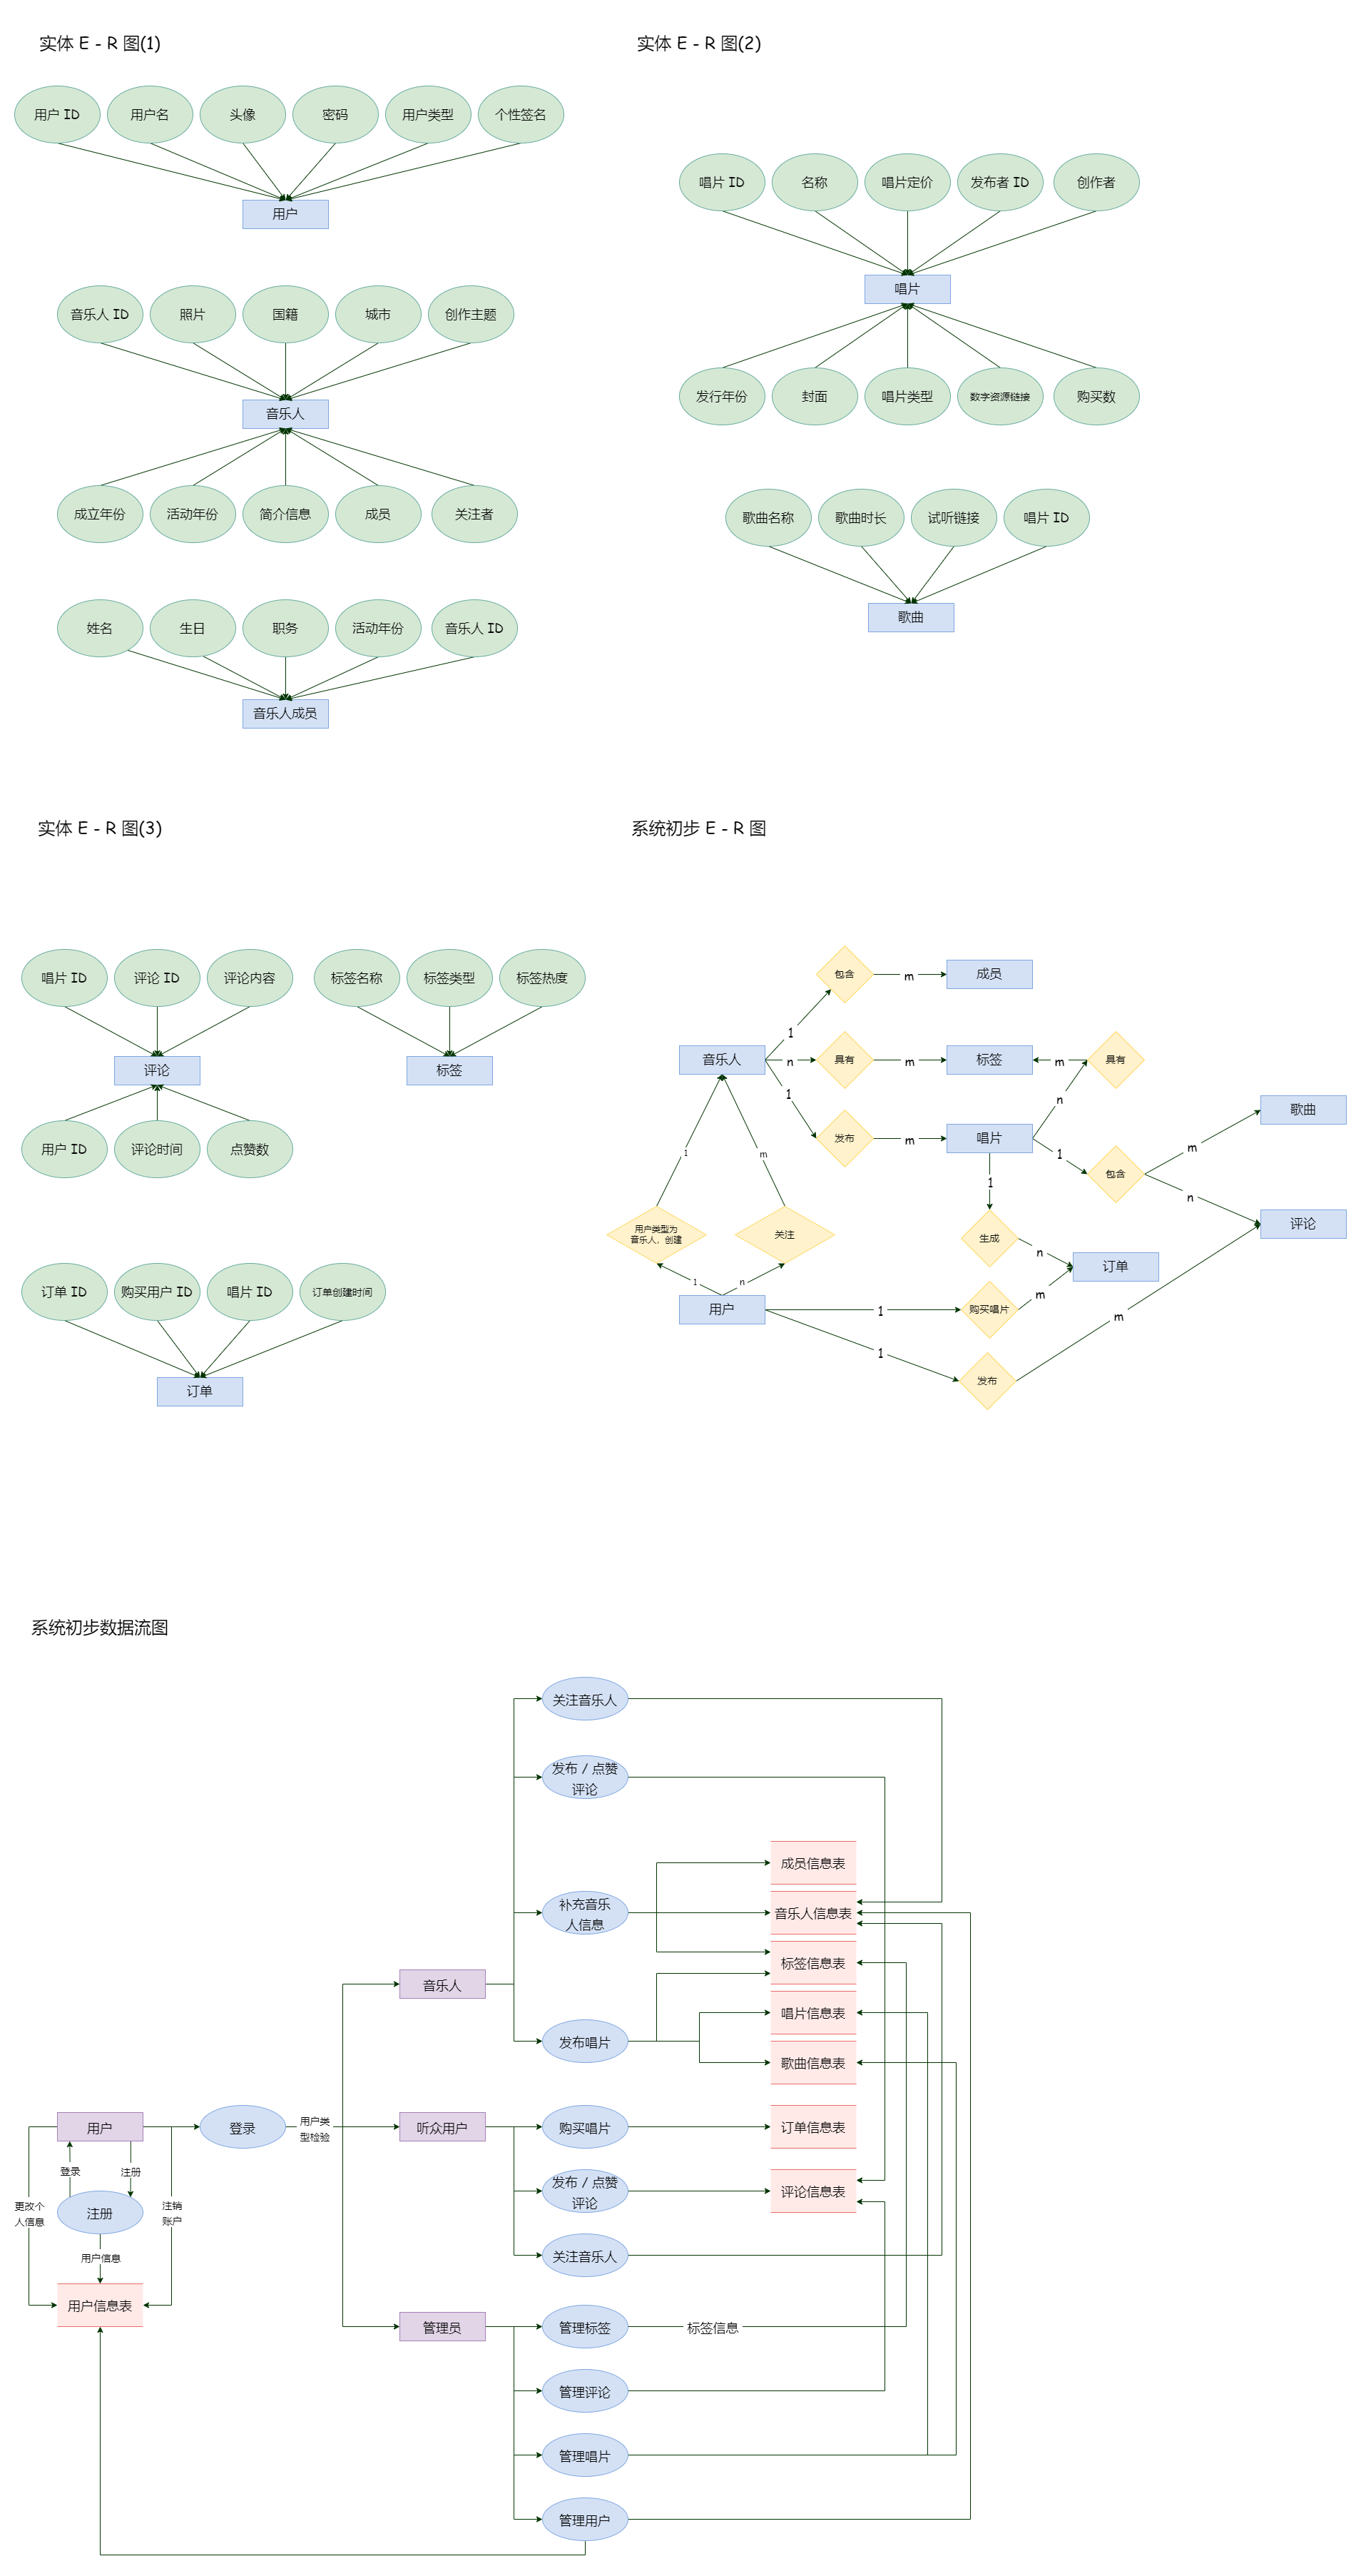 实体 E - R 图(1)
用户 ID
用户名
头像
密码
用户类型
个性签名
用户
音乐人 ID
照片
国籍
城市
创作主题
音乐人
成立年份
活动年份
简介信息
成员
关注者
姓名
生日
职务
活动年份
音乐人 ID
音乐人成员
实体 E - R 图(2)
唱片 ID
名称
唱片定价
发布者 ID
创作者
唱片
发行年份
封面
唱片类型
数字资源链接
购买数
歌曲名称
歌曲时长
试听链接
唱片 ID
歌曲
实体 E - R 图(3)
唱片 ID
评论 ID
评论内容
评论
用户 ID
评论时间
点赞数
标签名称
标签类型
标签热度
标签
订单 ID
购买用户 ID
唱片 ID
订单创建时间
订单
系统初步 E - R 图
包含
m
成员
1
音乐人
n
具有
m
标签
m
具有
1
n
歌曲
发布
m
唱片
1
包含
m
n
评论
1
m
1
用户类型为
音乐人，创建
关注
生成
n
订单
1
n
用户
1
购买唱片
m
m
1
发布
系统初步数据流图
关注音乐人
发布 / 点赞
评论
成员信息表
补充音乐
人信息
音乐人信息表
标签信息表
音乐人
唱片信息表
发布唱片
歌曲信息表
用户
登录
用户类
型检验
听众用户
购买唱片
订单信息表
登录
注册
发布 / 点赞
评论
评论信息表
更改个
人信息
注册
注销
账户
用户信息
关注音乐人
用户信息表
管理员
管理标签
标签信息
管理评论
管理唱片
管理用户